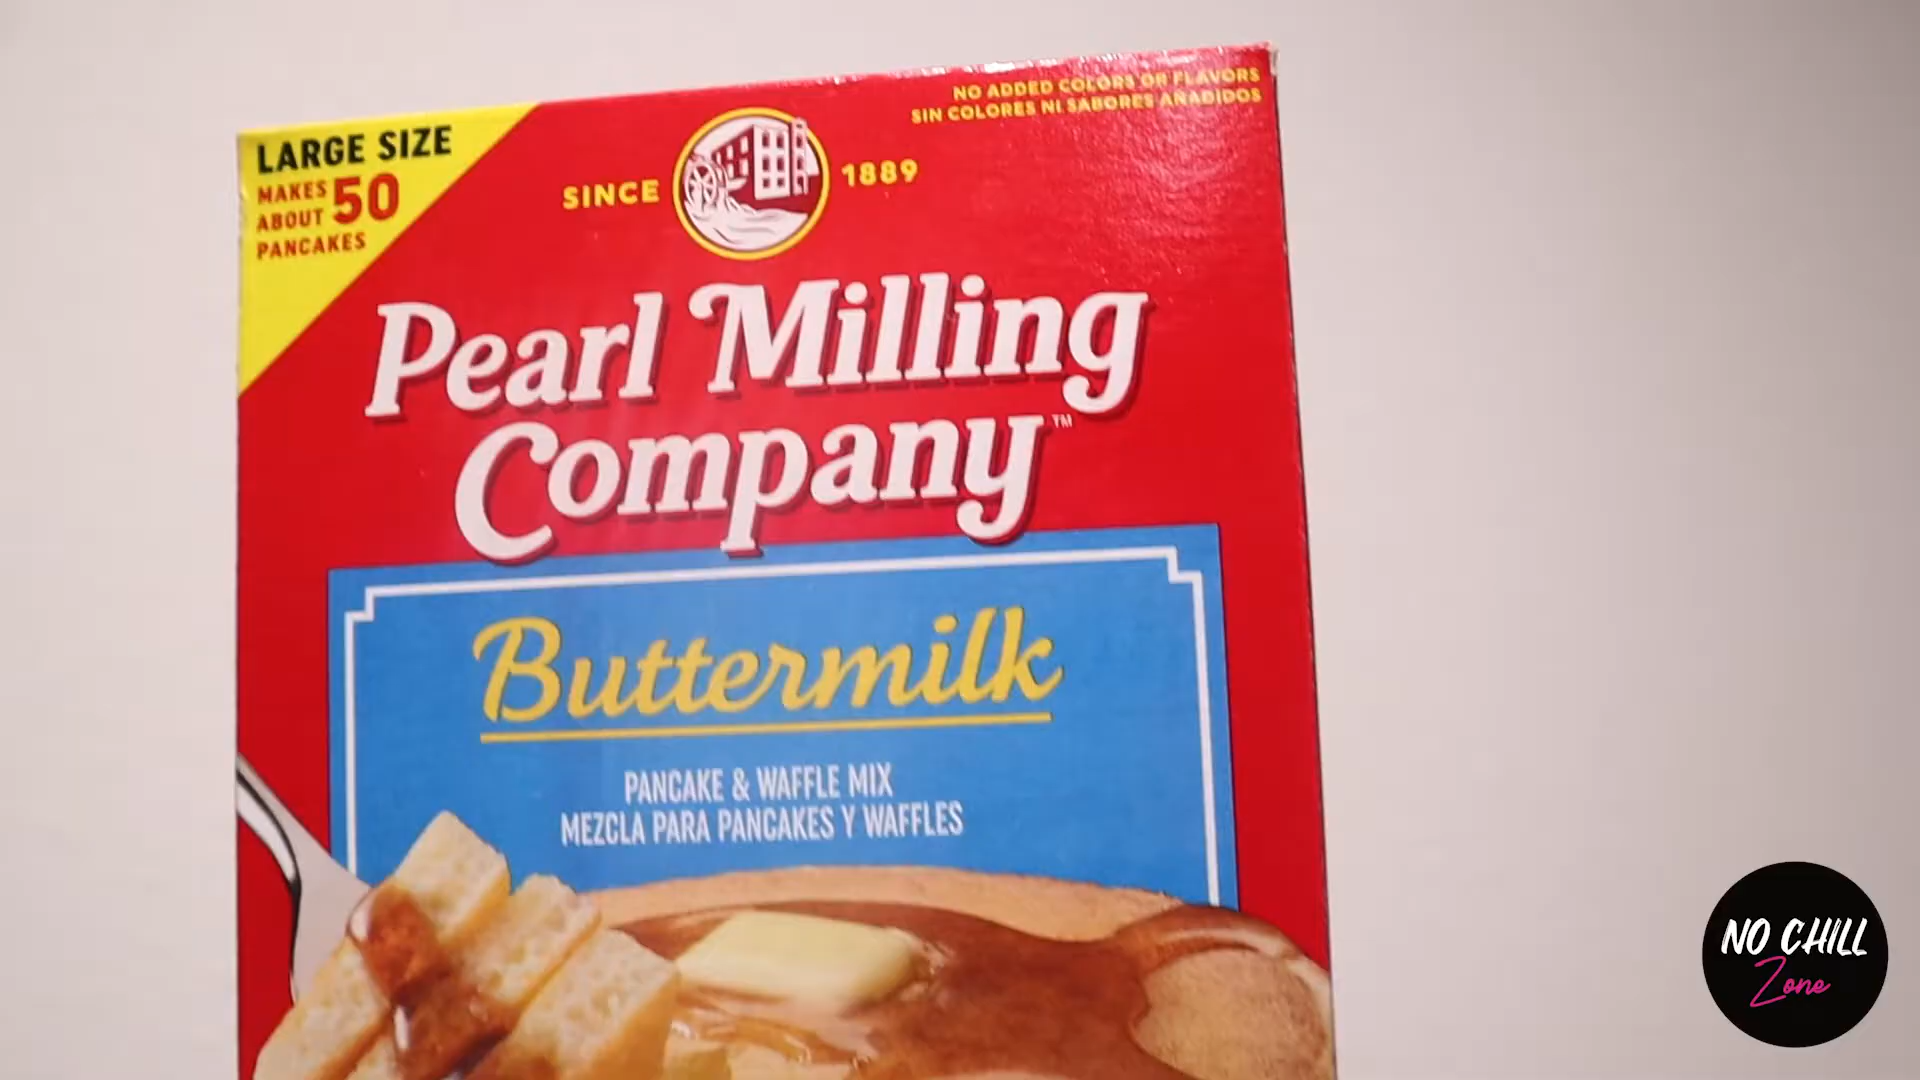 LARGE SIZE
MAKES
ABOUT 50
PANCAKES
NO ADDED COLORS OR FLAVORS
SIN COLORES NI SABORES AÑADIDOS
SINCE 1889
Pearl Milling
Company™
Buttermilk
PANCAKE & WAFFLE MIX
MEZCLA PARA PANCAKES Y WAFFLES
NO CHILL
Zone